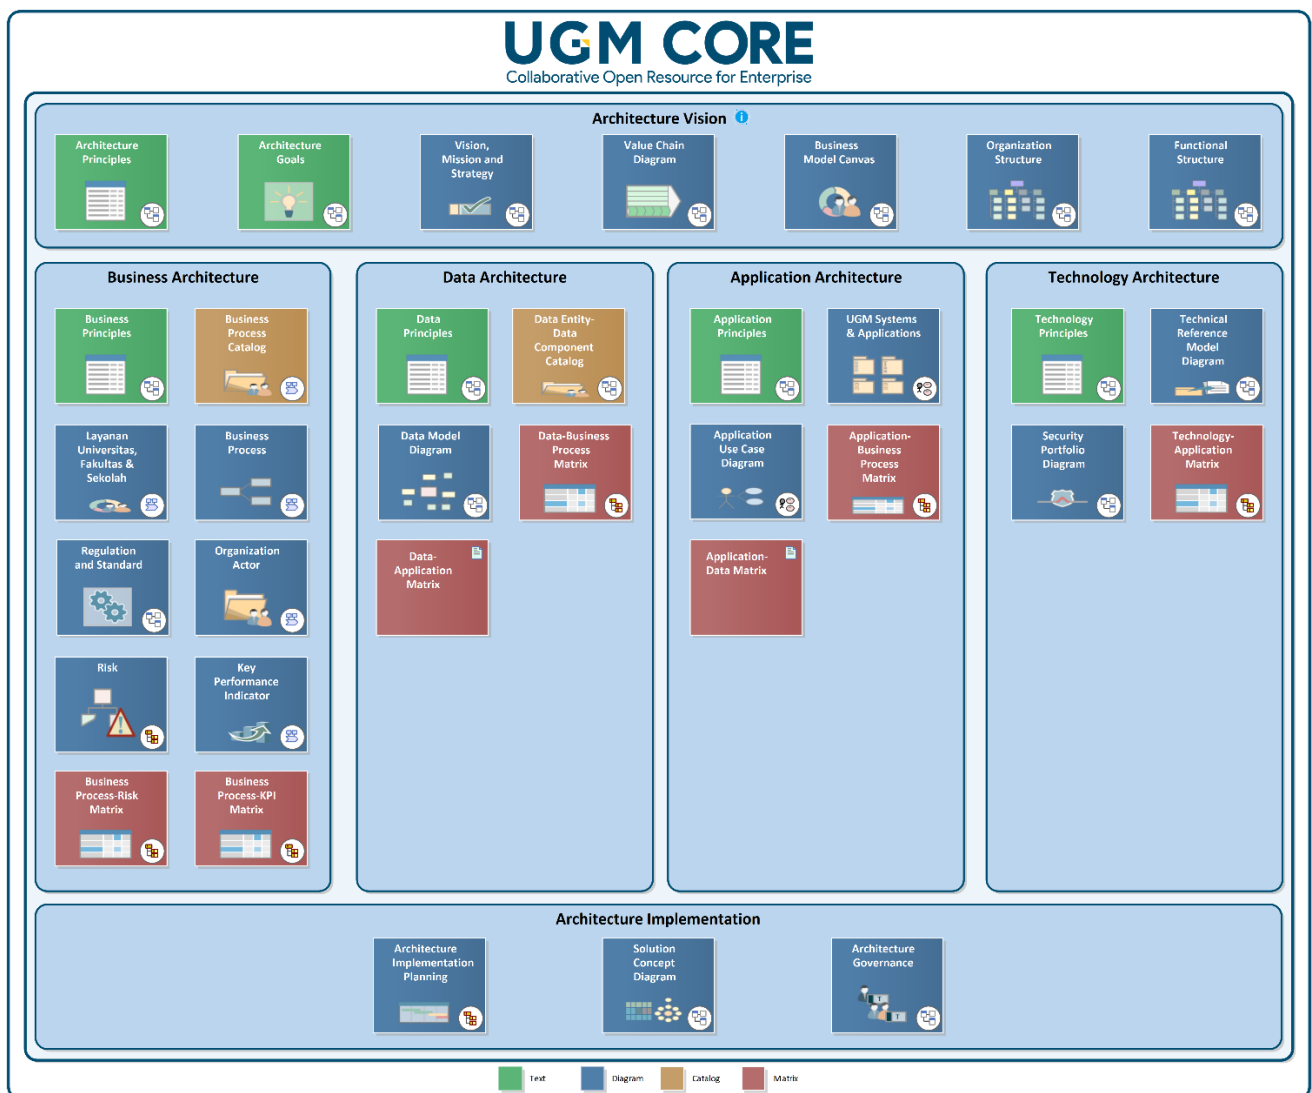 UGM CORE
Collaborative Open Resource for Enterprise
Architecture Vision
Architecture
Principles
Architecture
Goals
Vision,
Mission and
Strategy
Value Chain
Diagram
Business
Model Canvas
Organization
Structure
Functional
Structure
Business Architecture
Business
Principles
Business
Process
Catalog
Layanan
Universitas,
Fakultas &
Sekolah
Business
Process
Regulation
and Standard
Organization
Actor
Risk
Key
Performance
Indicator
Business
Process-Risk
Matrix
Business
Process-KPI
Matrix
Data Architecture
Data
Principles
Data Entity-
Data
Component
Catalog
Data Model
Diagram
Data-Business
Process
Matrix
Data-
Application
Matrix
Application Architecture
Application
Principles
UGM Systems
& Applications
Application
Use Case
Diagram
Application-
Business
Process
Matrix
Application-
Data Matrix
Technology Architecture
Technology
Principles
Technical
Reference
Model
Diagram
Security
Portfolio
Diagram
Technology-
Application
Matrix
Architecture Implementation
Architecture
Implementation
Planning
Solution
Concept
Diagram
Architecture
Governance
Text
Diagram
Catalog
Matrix